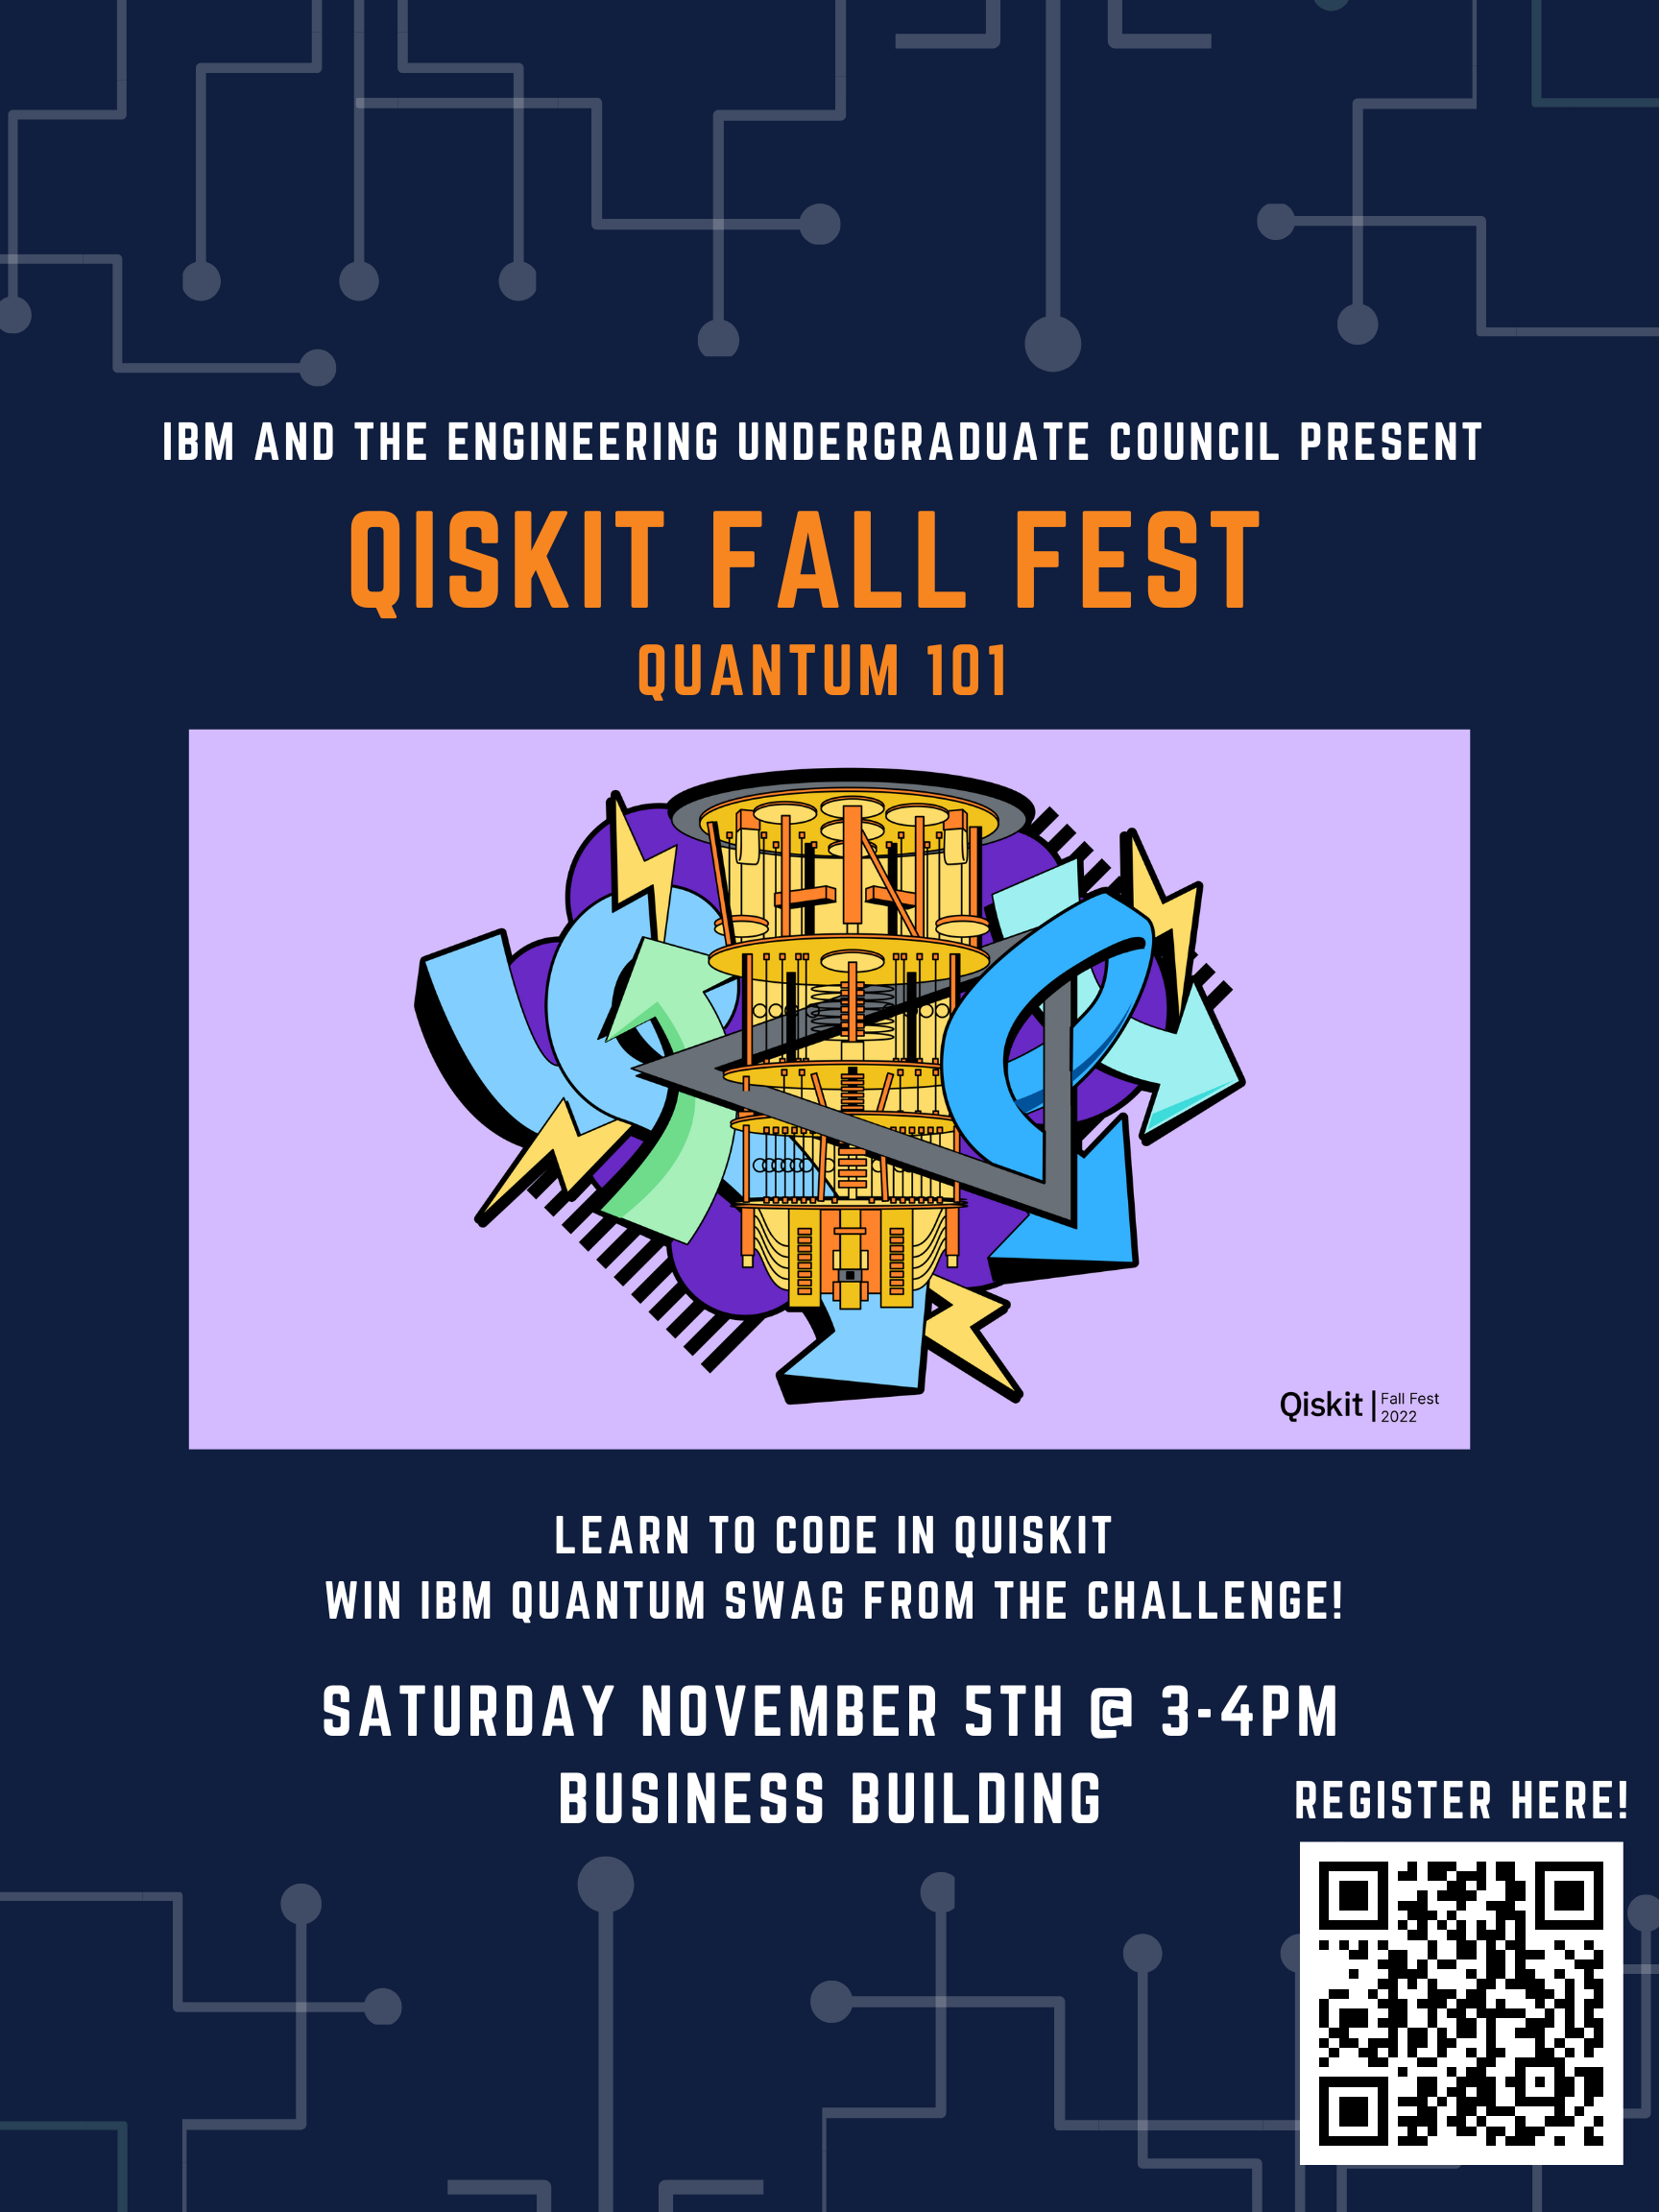 IBM AND THE ENGINEERING UNDERGRADUATE COUNCIL PRESENT
QISKIT FALL FEST
QUANTUM 101
Qiskit | Fall Fest
2022
LEARN TO CODE IN QUISKIT
WIN IBM QUANTUM SWAG FROM THE CHALLENGE!
SATURDAY NOVEMBER 5TH @ 3-4PM
BUSINESS BUILDING
REGISTER HERE!